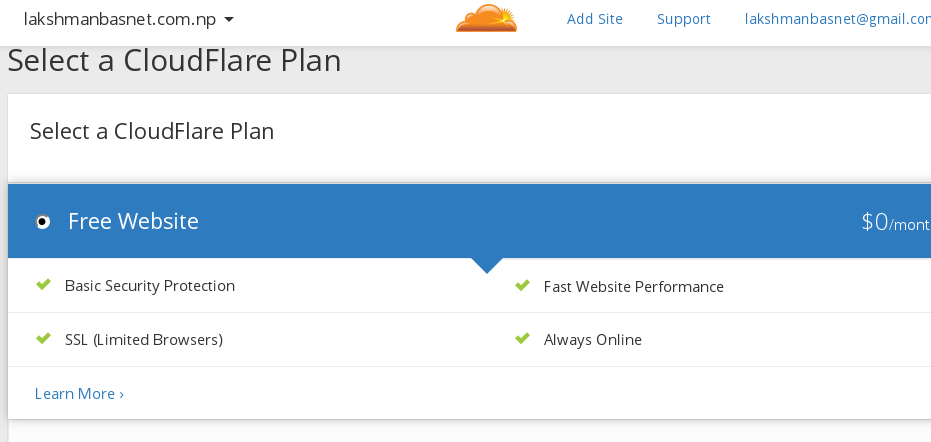 lakshmanbasnet.com.np
Add Site Support lakshmanbasnet@gmail.con
Select a CloudFlare Plan
Select a CloudFlare Plan
Free Website $0/mont
Basic Security Protection Fast Website Performance
SSL (Limited Browsers) Always Online
Learn More ›